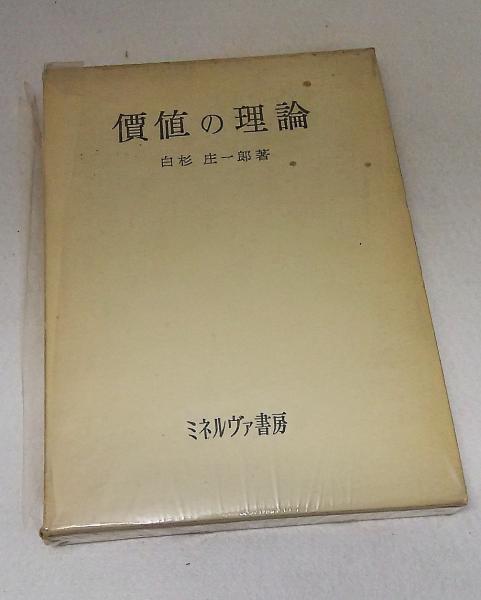 價値の理論
白杉 庄一郎著
ミネルヴァ書房